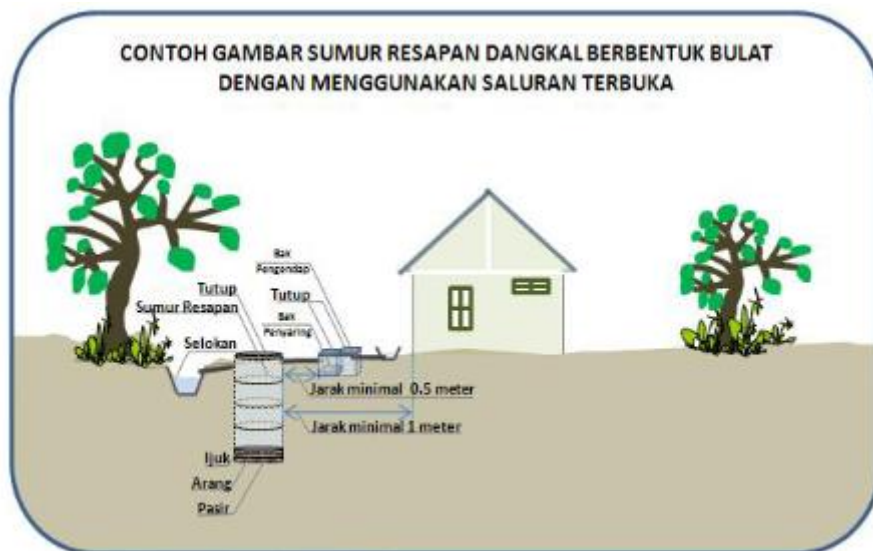 CONTOH GAMBAR SUMUR RESAPAN DANGKAL BERBENTUK BULAT
DENGAN MENGGUNAKAN SALURAN TERBUKA
Bak
Pengendap
Tutup
Sumur Resapan
Tutup
Bak
Penyaring
Selokan
Jarak minimal 0.5 meter
Jarak minimal 1 meter
Ijuk
Arang
Pasir